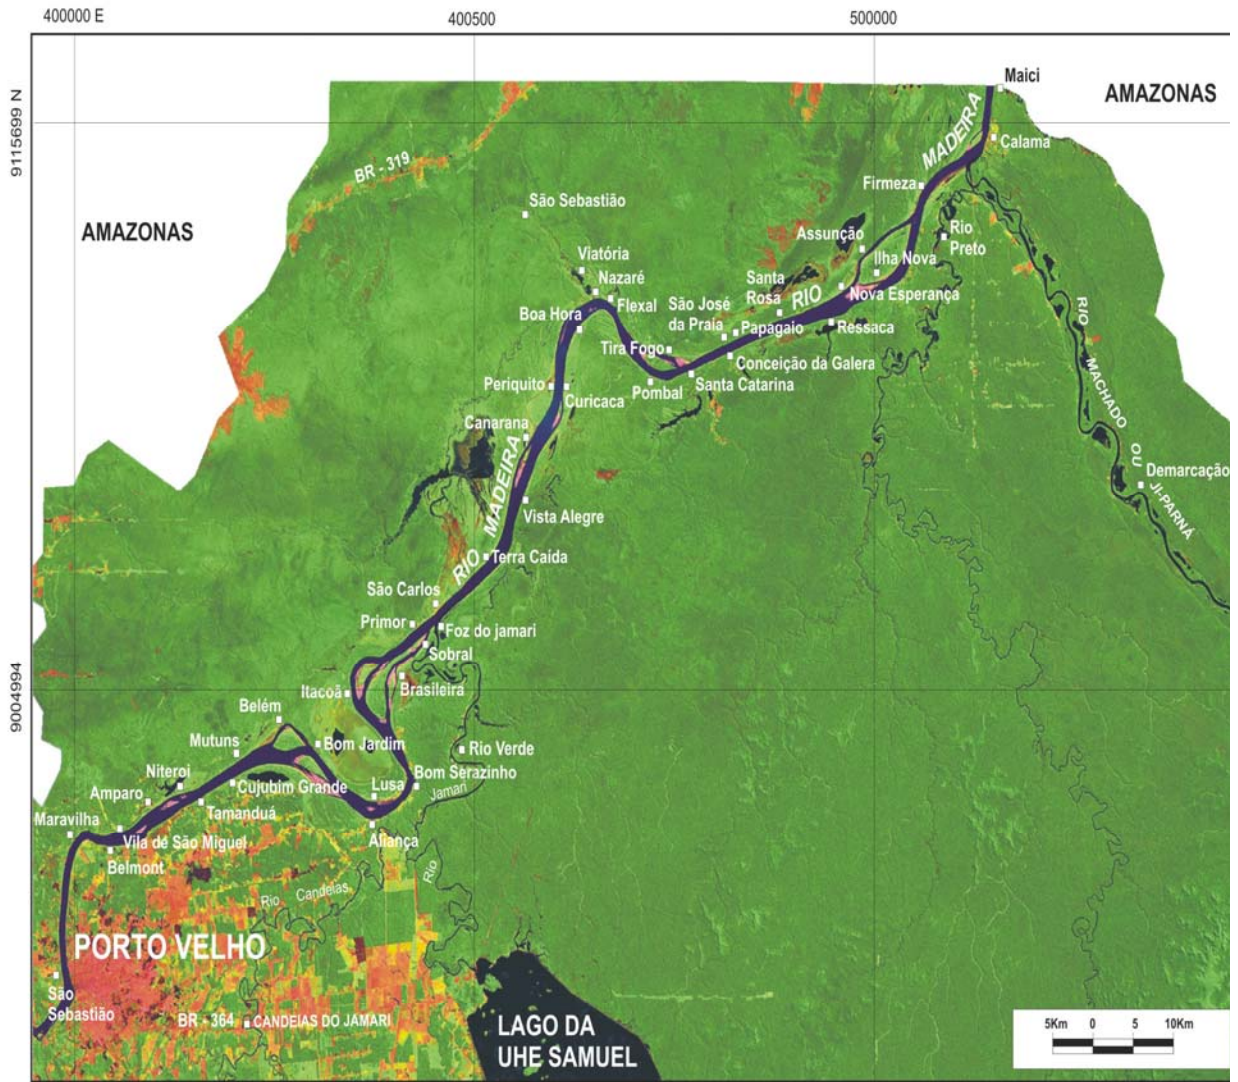 400000 E
400500
500000
9115699 N
9004994
AMAZONAS
AMAZONAS
BR - 319
Maici
Calama
RIO MADEIRA
Firmeza
São Sebastião
Assunção
Rio
Preto
Ilha Nova
Viatória
Nazaré
Flexal
Santa
Rosa
Nova Esperança
São José
da Praia
Papagaio
Ressaca
Boa Hora
Tira Fogo
Conceição da Galera
Periquito
Curicaca
Pombal
Santa Catarina
RIO MACHADO OU JI-PARNÁ
Canarana
Demarcação
RIO MADEIRA
Vista Alegre
Terra Caída
São Carlos
Primor
Foz do jamari
Sobral
Itacoã
Brasileira
Belém
Mutuns
Bom Jardim
Rio Verde
Niteroi
Cujubim Grande
Lusa
Bom Serazinho
Amparo
Tamanduá
Rio Jamari
Maravilha
Vila de São Miguel
Aliança
Belmont
Rio Candeias
PORTO VELHO
São
Sebastião
BR - 364
CANDEIAS DO JAMARI
LAGO DA
UHE SAMUEL
5Km 0 5 10Km